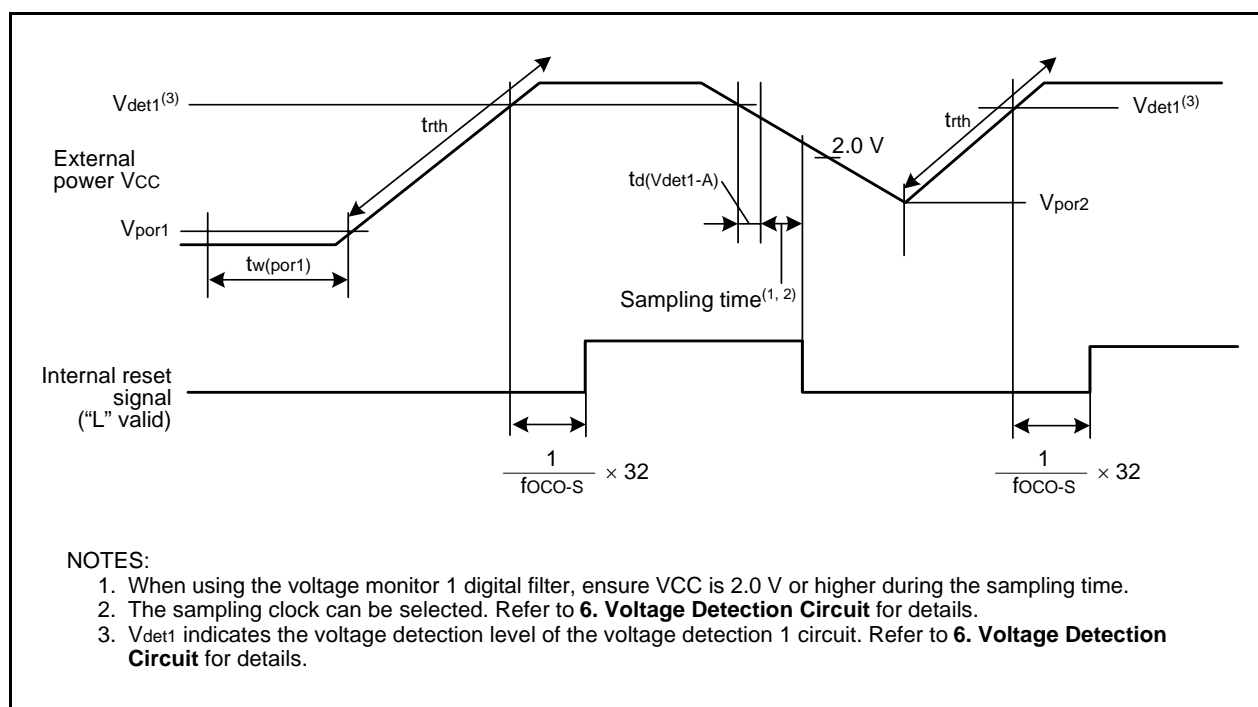 Vdet1(3)
trth
External
power VCC
Vpor1
tw(por1)
td(Vdet1-A)
2.0 V
trth
Vdet1(3)
Vpor2
Sampling time(1, 2)
Internal reset
signal
(“L” valid)
1
fOCO-S
× 32
1
fOCO-S
× 32
NOTES:
1. When using the voltage monitor 1 digital filter, ensure VCC is 2.0 V or higher during the sampling time.
2. The sampling clock can be selected. Refer to 6. Voltage Detection Circuit for details.
3. Vdet1 indicates the voltage detection level of the voltage detection 1 circuit. Refer to 6. Voltage Detection
Circuit for details.